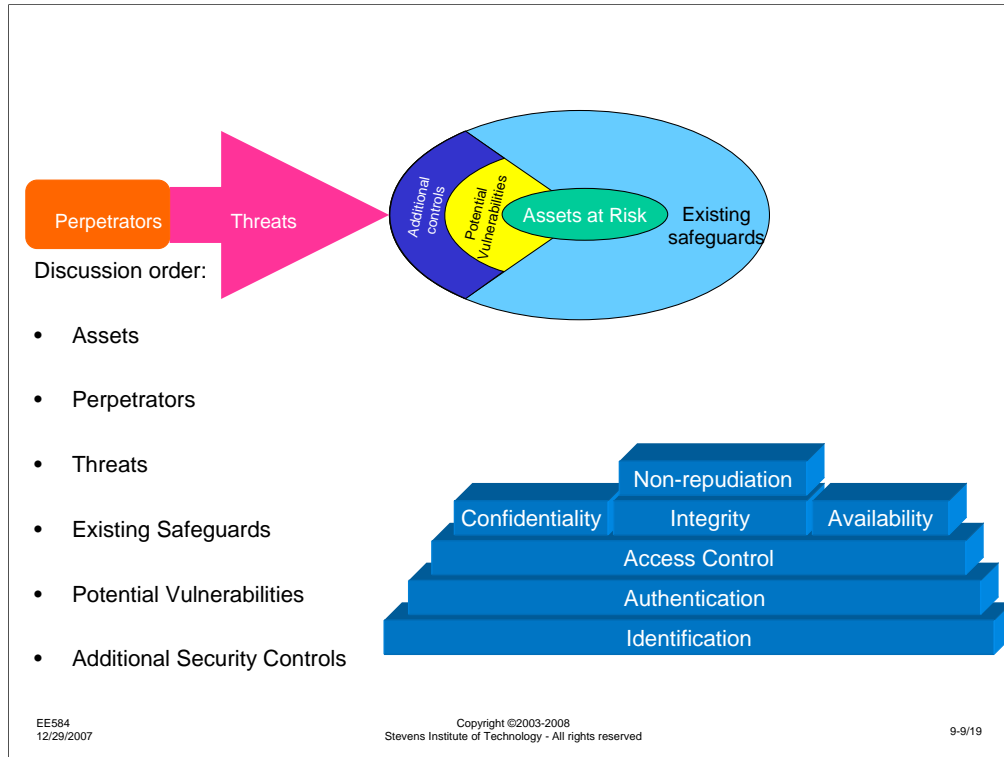 Perpetrators
Threats
Additional
controls
Potential
Vulnerabilities
Assets at Risk
Existing
safeguards
Discussion order:
• Assets
• Perpetrators
• Threats
• Existing Safeguards
• Potential Vulnerabilities
• Additional Security Controls
Non-repudiation
Confidentiality
Integrity
Availability
Access Control
Authentication
Identification
EE584
12/29/2007
Copyright ©2003-2008
Stevens Institute of Technology - All rights reserved
9-9/19